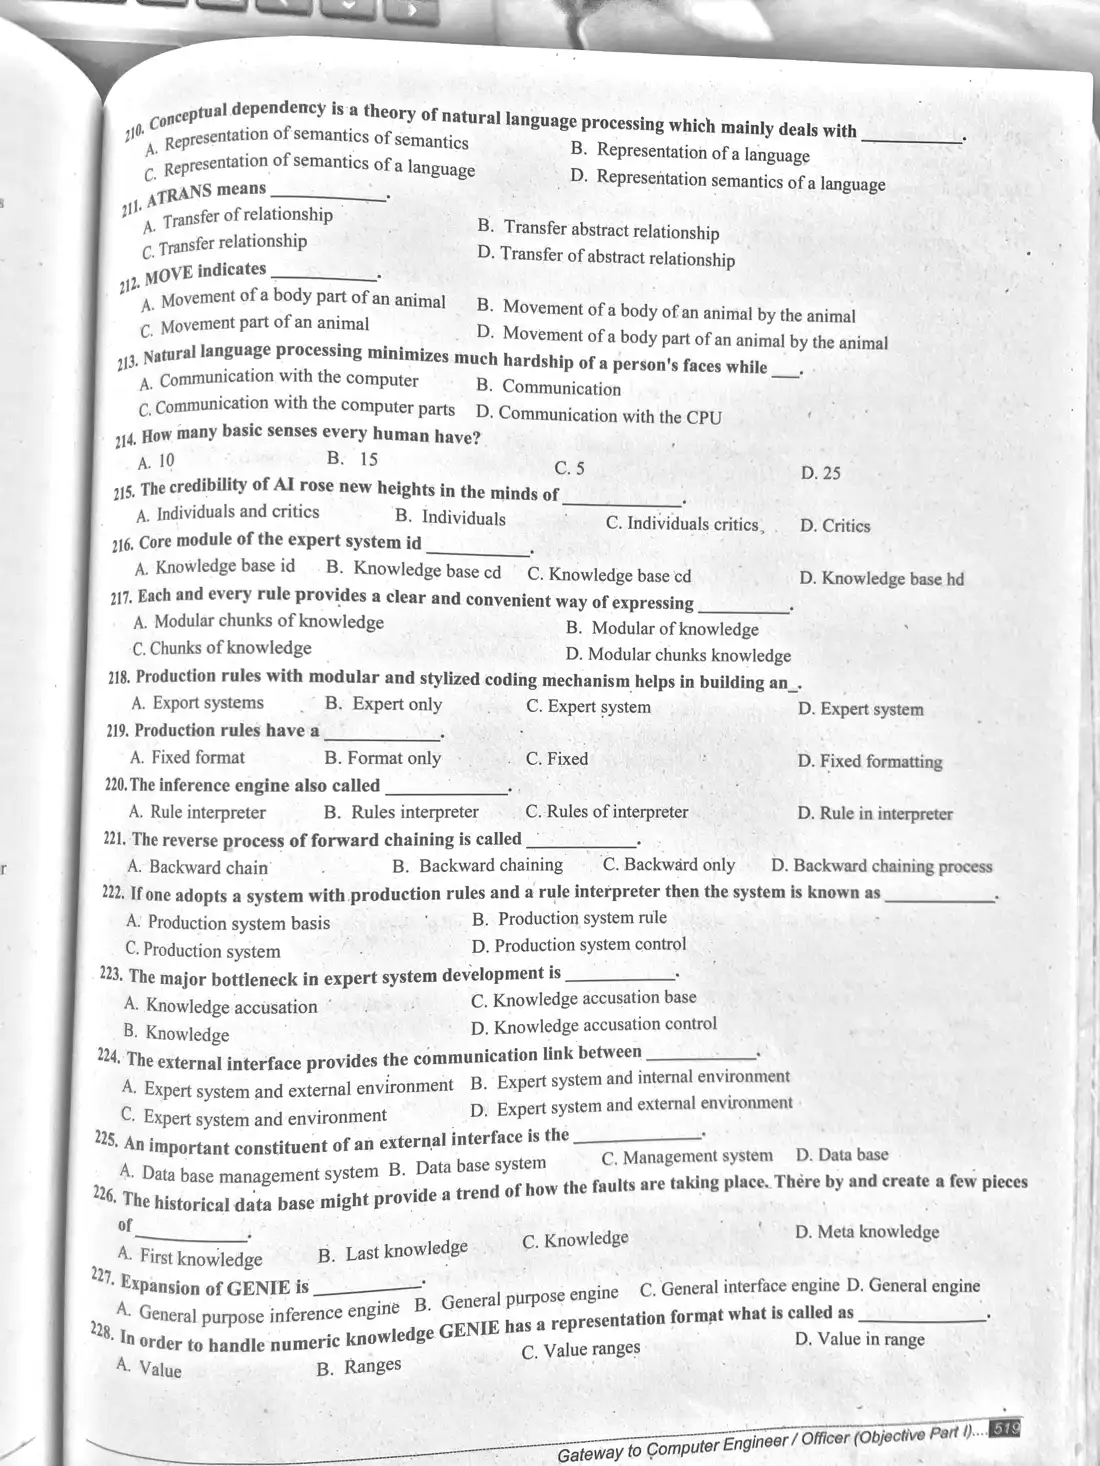 210. Conceptual dependency is a theory of natural language processing which mainly deals with ____________.
A. Representation of semantics of semantics B. Representation of a language
C. Representation of semantics of a language D. Representation semantics of a language
211. ATRANS means ____________.
A. Transfer of relationship B. Transfer abstract relationship
C. Transfer relationship D. Transfer of abstract relationship
212. MOVE indicates ____________.
A. Movement of a body part of an animal B. Movement of a body of an animal by the animal
C. Movement part of an animal D. Movement of a body part of an animal by the animal
213. Natural language processing minimizes much hardship of a person's faces while ___.
A. Communication with the computer B. Communication
C. Communication with the computer parts D. Communication with the CPU
214. How many basic senses every human have?
A. 10 B. 15 C. 5 D. 25
215. The credibility of AI rose new heights in the minds of ____________.
A. Individuals and critics B. Individuals C. Individuals critics D. Critics
216. Core module of the expert system id ____________.
A. Knowledge base id B. Knowledge base cd C. Knowledge base cd D. Knowledge base hd
217. Each and every rule provides a clear and convenient way of expressing __________.
A. Modular chunks of knowledge B. Modular of knowledge
C. Chunks of knowledge D. Modular chunks knowledge
218. Production rules with modular and stylized coding mechanism helps in building an_.
A. Export systems B. Expert only C. Expert system D. Expert system
219. Production rules have a ____________.
A. Fixed format B. Format only C. Fixed D. Fixed formatting
220. The inference engine also called ____________.
A. Rule interpreter B. Rules interpreter C. Rules of interpreter D. Rule in interpreter
221. The reverse process of forward chaining is called ____________.
A. Backward chain B. Backward chaining C. Backward only D. Backward chaining process
222. If one adopts a system with production rules and a rule interpreter then the system is known as ____________.
A. Production system basis B. Production system rule
C. Production system D. Production system control
223. The major bottleneck in expert system development is ____________.
A. Knowledge accusation C. Knowledge accusation base
B. Knowledge D. Knowledge accusation control
224. The external interface provides the communication link between ____________.
A. Expert system and external environment B. Expert system and internal environment
C. Expert system and environment D. Expert system and external environment
225. An important constituent of an external interface is the ____________.
A. Data base management system B. Data base system C. Management system D. Data base
226. The historical data base might provide a trend of how the faults are taking place. There by and create a few pieces
of ____________.
A. First knowledge B. Last knowledge C. Knowledge D. Meta knowledge
227. Expansion of GENIE is ____________.
A. General purpose inference engine B. General purpose engine C. General interface engine D. General engine
228. In order to handle numeric knowledge GENIE has a representation format what is called as ____________.
A. Value B. Ranges C. Value ranges D. Value in range
Gateway to Computer Engineer / Officer (Objective Part I).... 519